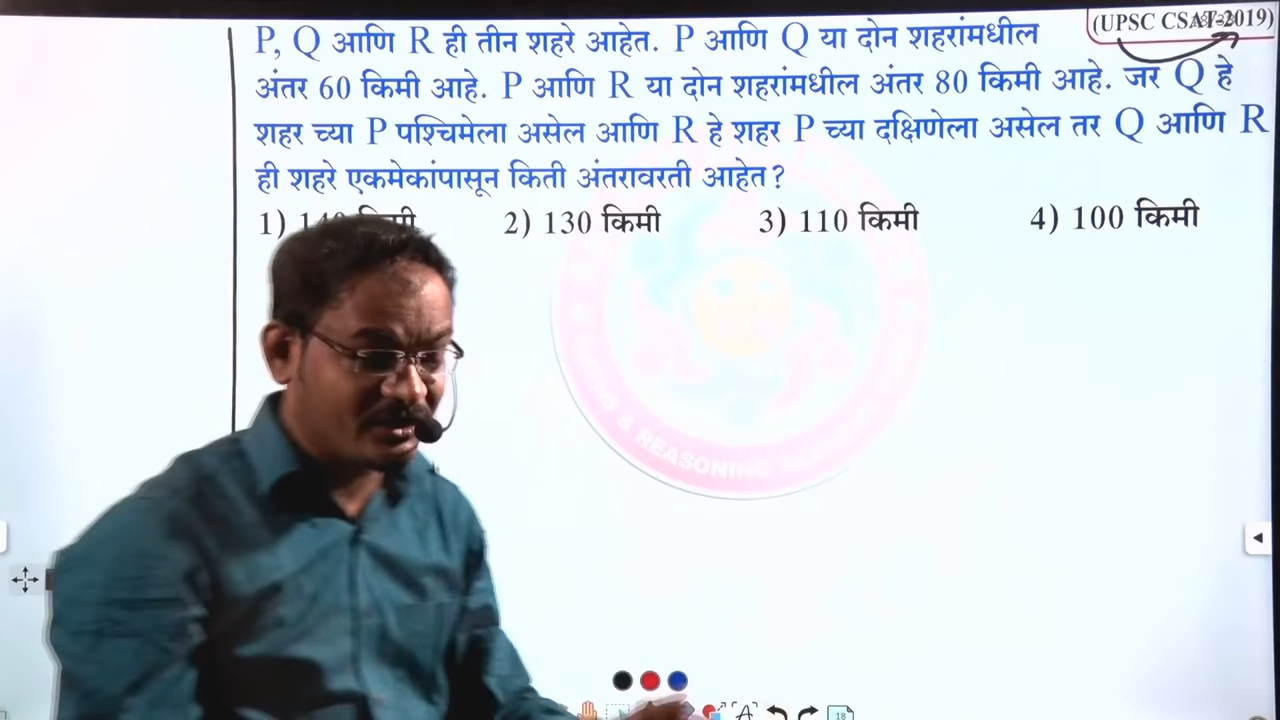 (UPSC CSAT-2019)
P, Q आणि R ही तीन शहरे आहेत. P आणि Q या दोन शहरांमधील
अंतर 60 किमी आहे. P आणि R या दोन शहरांमधील अंतर 80 किमी आहे. जर Q हे
शहर च्या P पश्चिमेला असेल आणि R हे शहर P च्या दक्षिणेला असेल तर Q आणि R
ही शहरे एकमेकांपासून किती अंतरावरती आहेत?
1) 2) 130 किमी 3) 110 किमी 4) 100 किमी
& REASONING
A
18